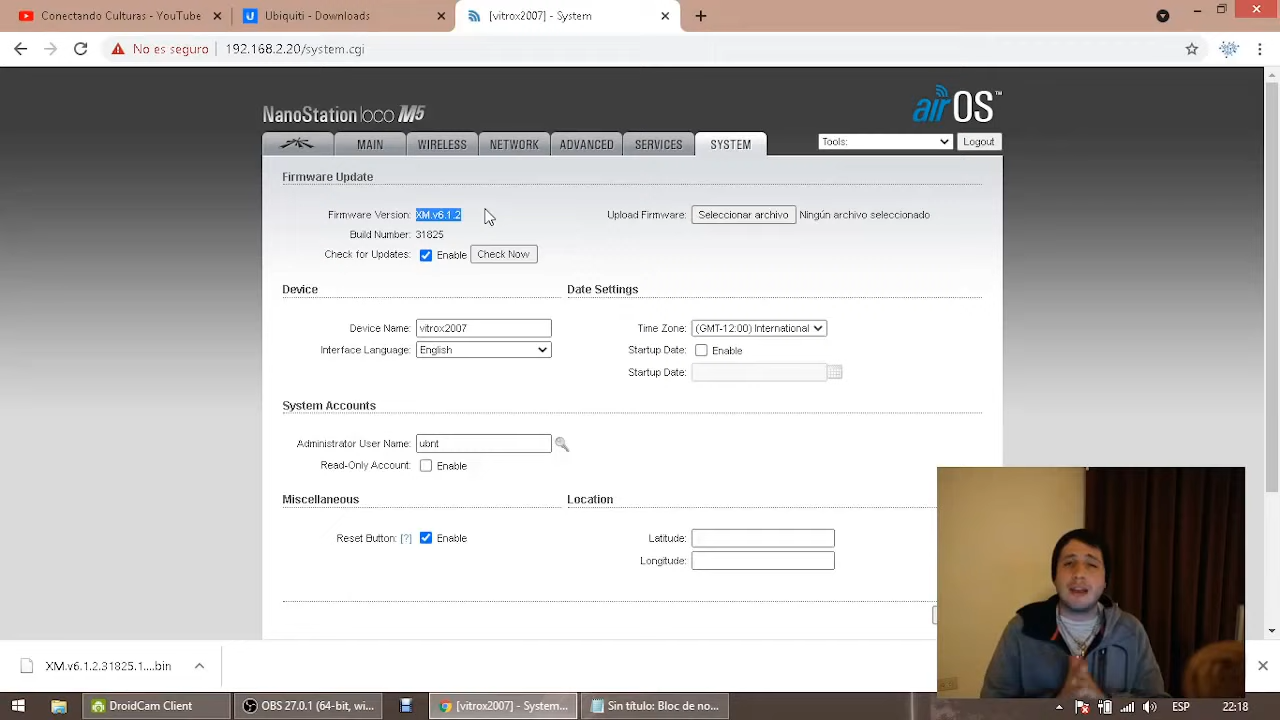 Conectado Culturas - YouTube
Ubiquiti - Downloads
[vitrox2007] - System
No es seguro
192.168.2.20/system.cgi
NanoStation loco M5
airOS™
MAIN
WIRELESS
NETWORK
ADVANCED
SERVICES
SYSTEM
Tools:
Logout
Firmware Update
Firmware Version: XM.v6.1.2
Upload Firmware: Seleccionar archivo Ningún archivo seleccionado
Build Number: 31825
Check for Updates: Enable Check Now
Device
Date Settings
Device Name: vitrox2007
Time Zone: (GMT-12:00) International
Interface Language: English
Startup Date: Enable
Startup Date:
System Accounts
Administrator User Name: ubnt
Read-Only Account: Enable
Miscellaneous
Location
Reset Button: [?] Enable
Latitude:
Longitude:
XM.v6.1.2.31825.1....bin
DroidCam Client
OBS 27.0.1 (64-bit, wi...
[vitrox2007] - System...
Sin título: Bloc de no...
ESP
22:18